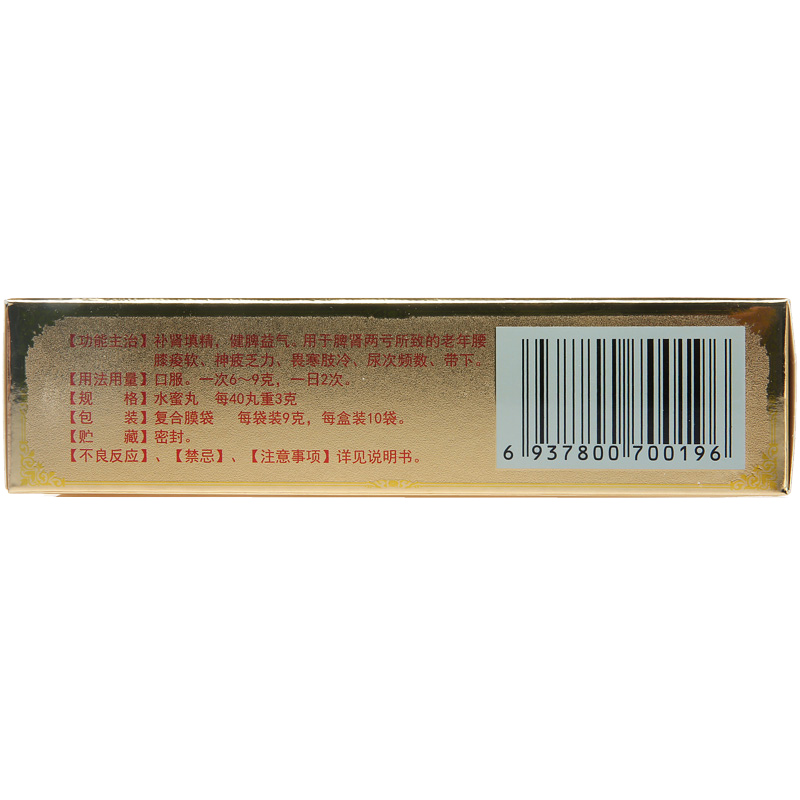 【功能主治】补肾填精，健脾益气、用于脾肾两亏所致的老年腰
膝痠软、神疲乏力、畏寒肢冷、尿次频数、带下。
【用法用量】口服。一次6～9克，一日2次。
【规　　格】水蜜丸　每40丸重3克
【包　　装】复合膜袋　每袋装9克，每盒装10袋。
【贮　　藏】密封。
【不良反应】、【禁忌】、【注意事项】详见说明书。
6 937800 700196